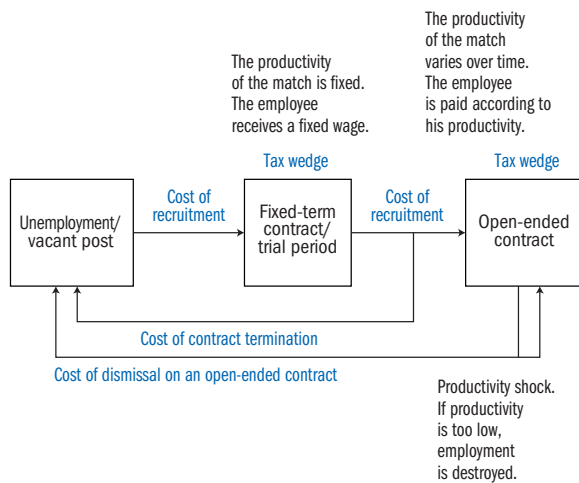 The productivity
of the match is fixed.
The employee
receives a fixed wage.
The productivity
of the match
varies over time.
The employee
is paid according to
his productivity.
Tax wedge
Tax wedge
Unemployment/
vacant post
Cost of
recruitment
Fixed-term
contract/
trial period
Cost of
recruitment
Open-ended
contract
Cost of contract termination
Cost of dismissal on an open-ended contract
Productivity shock.
If productivity
is too low,
employment
is destroyed.